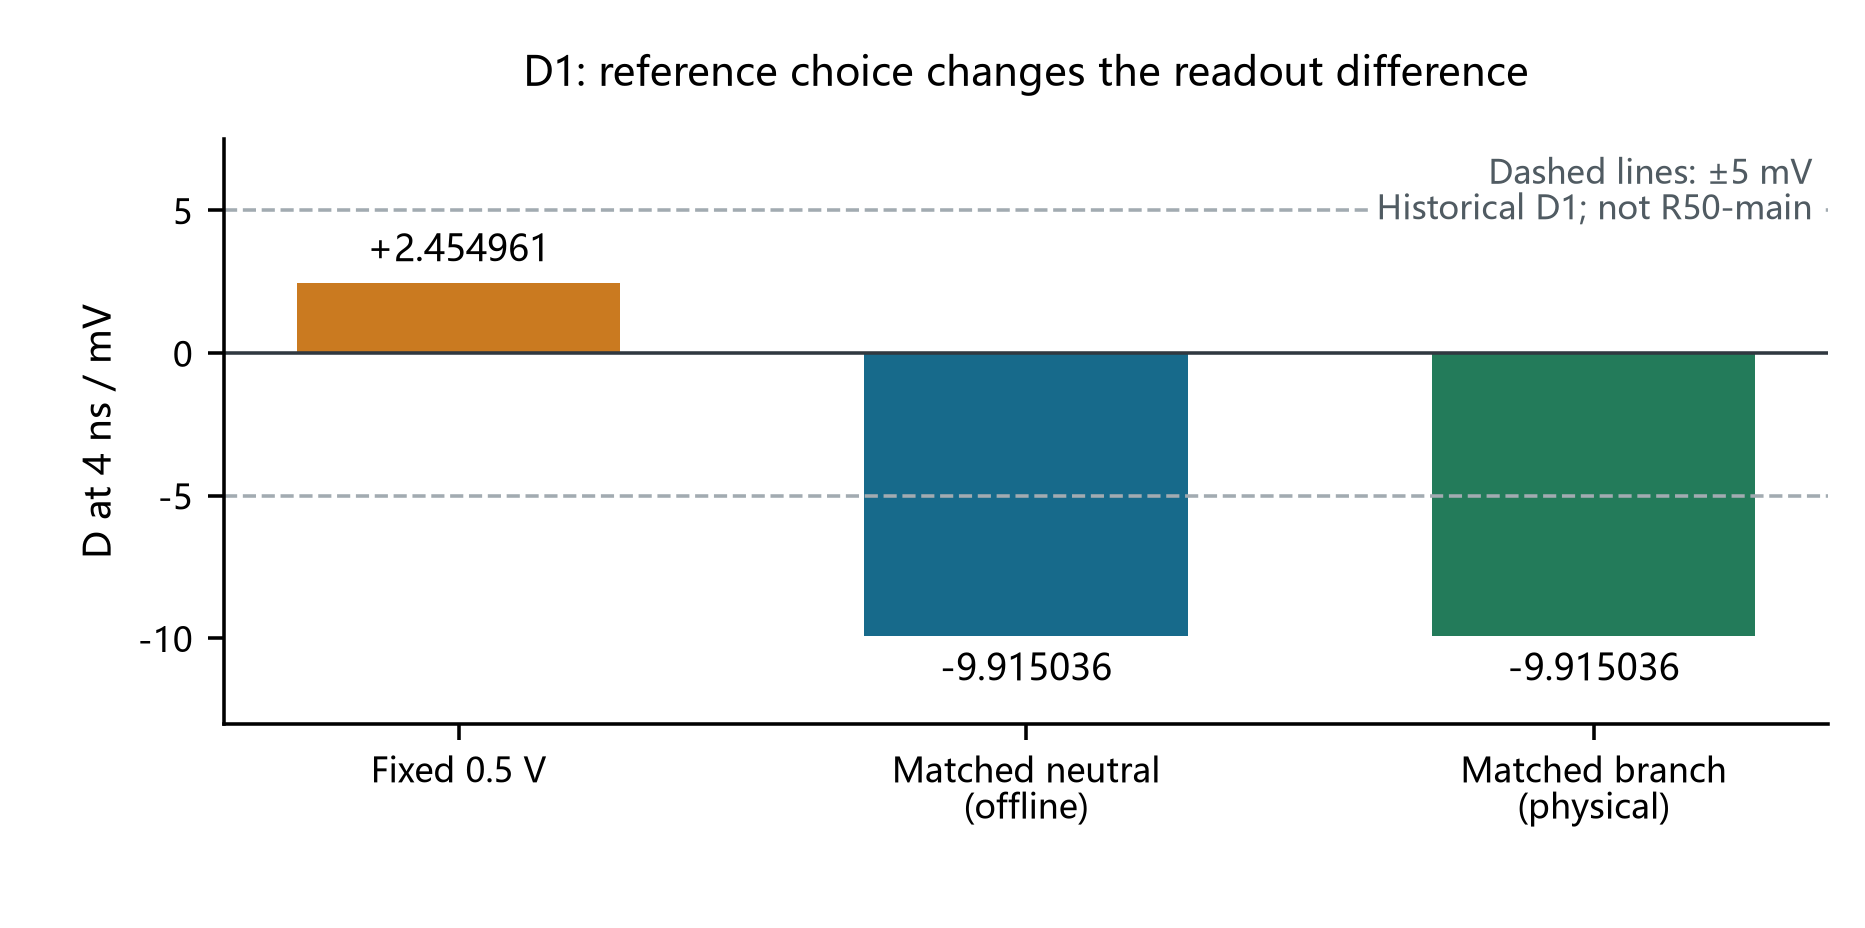 D1: reference choice changes the readout difference
Dashed lines: ±5 mV
Historical D1; not R50-main
D at 4 ns / mV
5
0
-5
-10
+2.454961
-9.915036
-9.915036
Fixed 0.5 V
Matched neutral
(offline)
Matched branch
(physical)